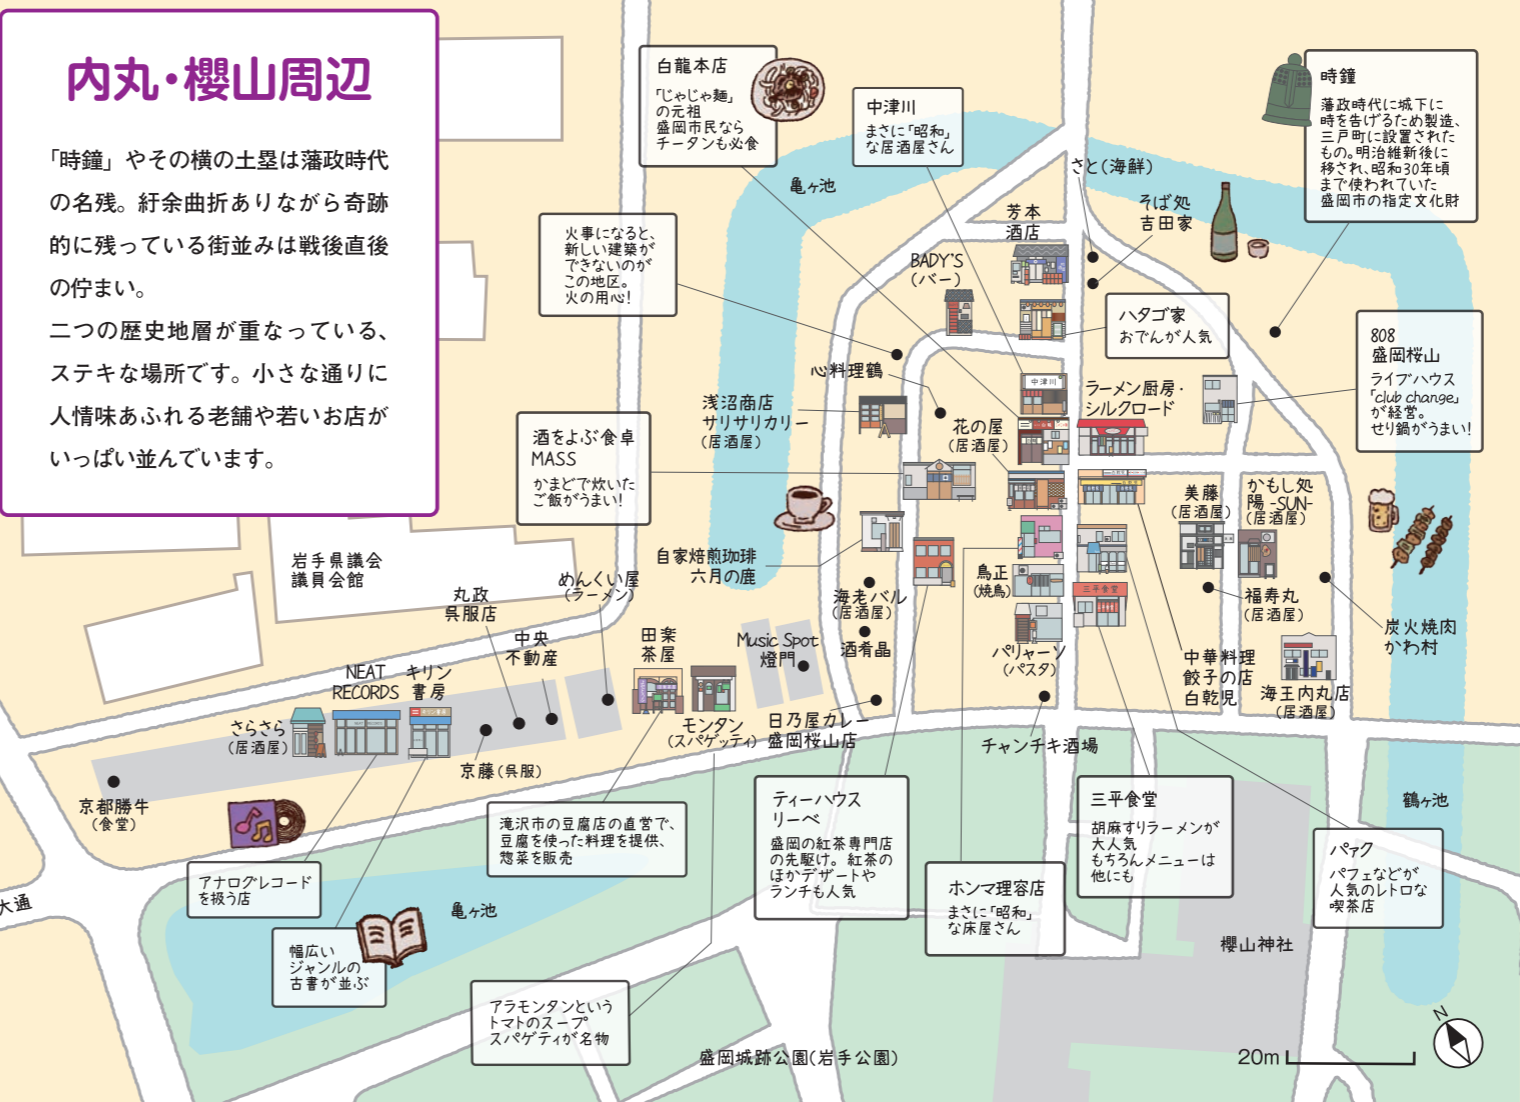 内丸・櫻山周辺
「時鐘」やその横の土塁は藩政時代
の名残。紆余曲折ありながら奇跡
的に残っている街並みは戦後直後
の佇まい。
二つの歴史地層が重なっている、
ステキな場所です。小さな通りに
人情味あふれる老舗や若いお店が
いっぱい並んでいます。
白龍本店
「じゃじゃ麺」
の元祖
盛岡市民なら
チータンも必食
中津川
まさに「昭和」
な居酒屋さん
時鐘
藩政時代に城下に
時を告げるため製造、
三戸町に設置された
もの。明治維新後に
移され、昭和30年頃
まで使われていた
盛岡市の指定文化財
亀ヶ池
さと(海鮮)
そば処
吉田家
芳本
酒店
BADY'S
(バー)
火事になると、
新しい建築が
できないのが
この地区。
火の用心!
ハタゴ家
おでんが人気
808
盛岡桜山
ライブハウス
「club change」
が経営。
せり鍋がうまい!
心料理鶴
中津川
浅沼商店
サリサリカリー
(居酒屋)
花の屋
(居酒屋)
ラーメン厨房・
シルクロード
酒をよぶ食卓
MASS
かまどで炊いた
ご飯がうまい!
美藤
(居酒屋)
かもし処
陽-SUN-
(居酒屋)
自家焙煎珈琲
六月の鹿
海老バル
(居酒屋)
酒肴晶
鳥正
(焼鳥)
三平食堂
パリャーソ
(パスタ)
福寿丸
(居酒屋)
炭火焼肉
かわ村
中華料理
餃子の店
白乾児
海王内丸店
(居酒屋)
岩手県議会
議員会館
めんくい屋
(ラーメン)
丸政
呉服店
中央
不動産
田楽
茶屋
Music Spot
燈門
NEAT
RECORDS
キリン
書房
さらさら
(居酒屋)
モンタン
(スパゲッティ)
日乃屋カレー
盛岡桜山店
チャンチキ酒場
京藤(呉服)
京都勝牛
(食堂)
滝沢市の豆腐店の直営で、
豆腐を使った料理を提供、
惣菜を販売
ティーハウス
リーベ
盛岡の紅茶専門店
の先駆け。紅茶の
ほかデザートや
ランチも人気
三平食堂
胡麻すりラーメンが
大人気
もちろんメニューは
他にも
鶴ヶ池
パァク
パフェなどが
人気のレトロな
喫茶店
アナログレコード
を扱う店
大通
亀ヶ池
ホンマ理容店
まさに「昭和」
な床屋さん
幅広い
ジャンルの
古書が並ぶ
櫻山神社
アラモンタンという
トマトのスープ
スパゲティが名物
盛岡城跡公園(岩手公園)
20m
N